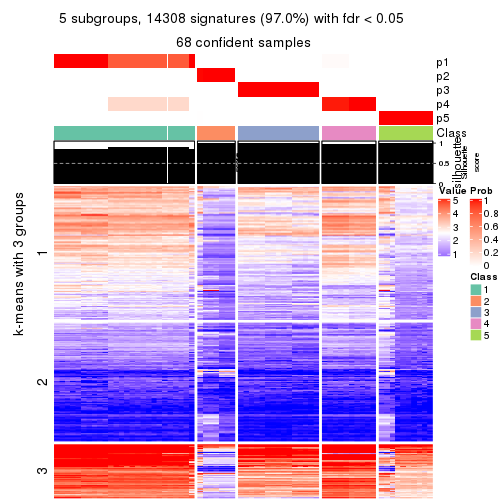 5 subgroups, 14308 signatures (97.0%) with fdr < 0.05
68 confident samples
p1
p2
p3
p4
p5
Class
1
0.5
0
silhouette
Silhouette
score
k-means with 3 groups
1
2
3
Value
5
4
3
2
1
Prob
1
0.8
0.6
0.4
0.2
0
Class
1
2
3
4
5